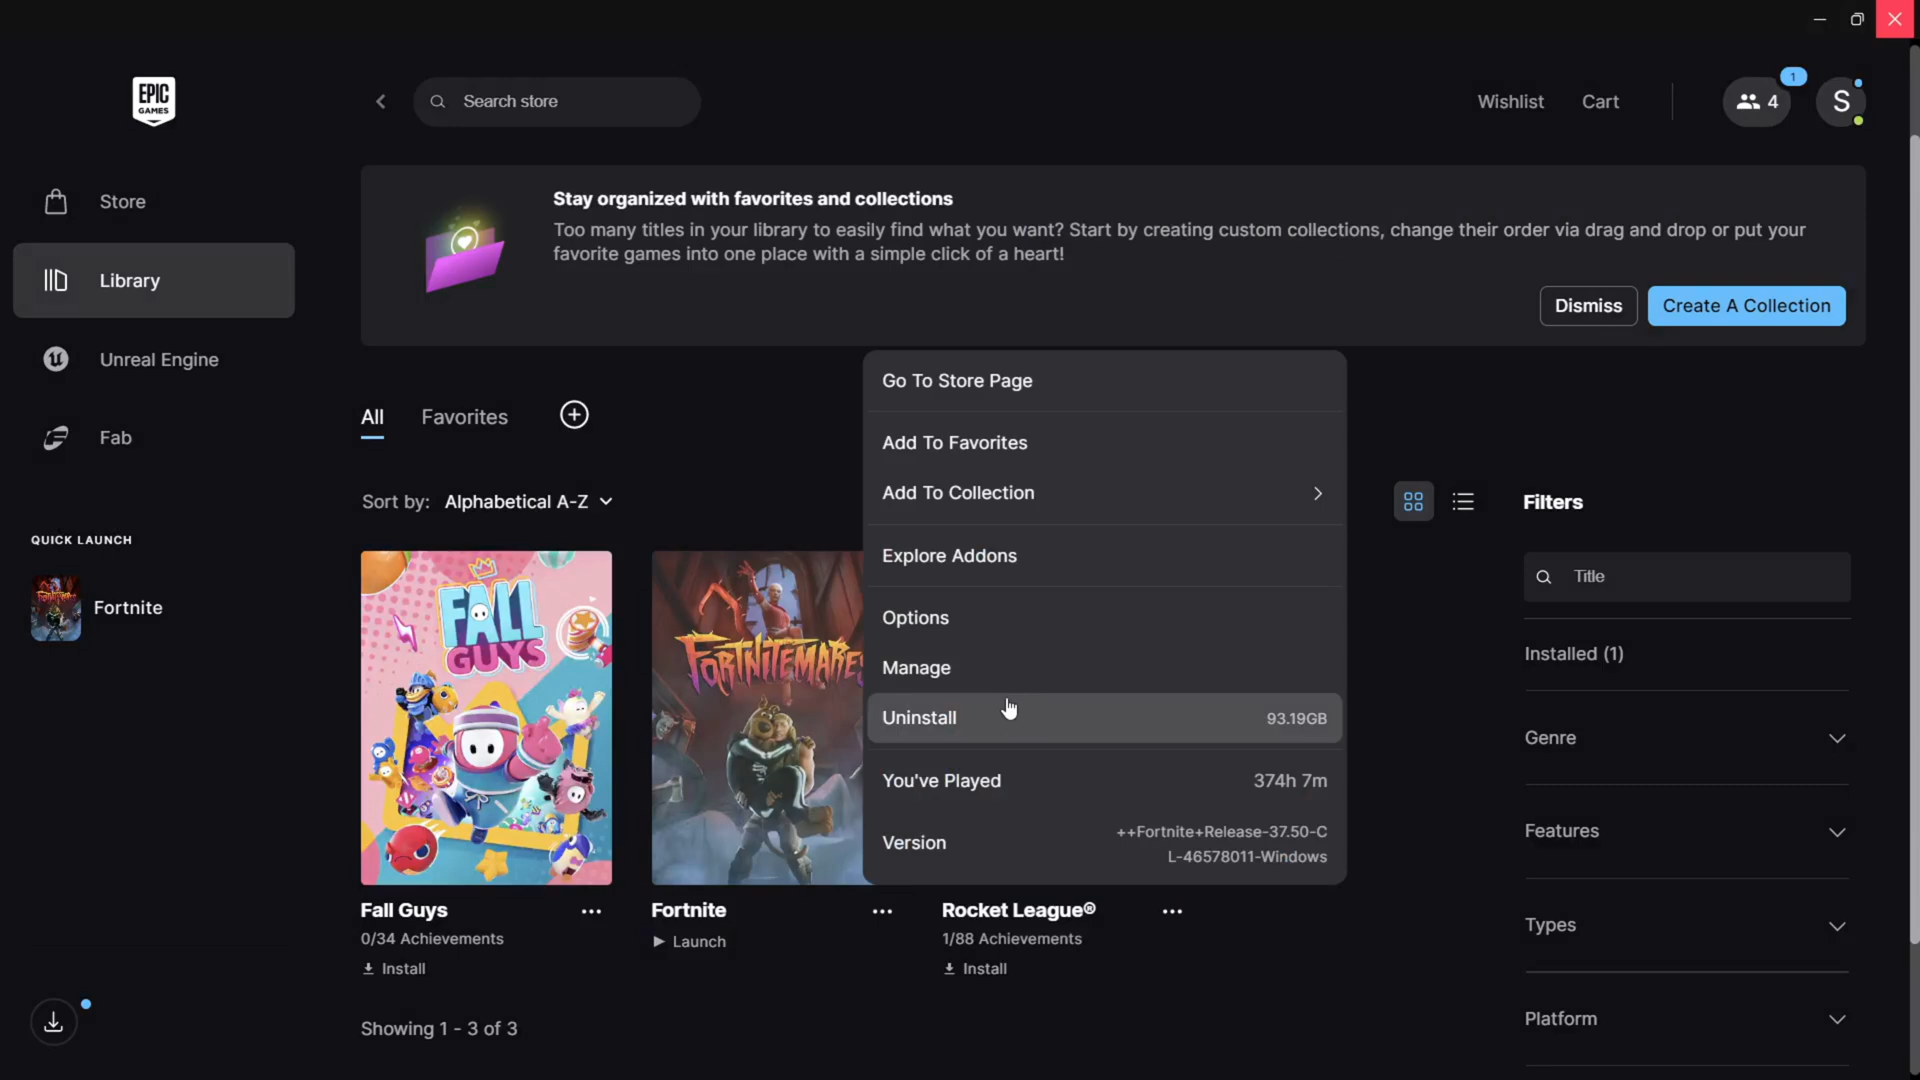 EPIC
GAMES
Search store
Wishlist
Cart
4
1
S
Store
Library
Unreal Engine
Fab
QUICK LAUNCH
Fortnite
Stay organized with favorites and collections
Too many titles in your library to easily find what you want? Start by creating custom collections, change their order via drag and drop or put your
favorite games into one place with a simple click of a heart!
Dismiss
Create A Collection
All
Favorites
Sort by: Alphabetical A-Z
Go To Store Page
Add To Favorites
Add To Collection
Explore Addons
Options
Manage
Uninstall 93.19GB
You've Played 374h 7m
Version ++Fortnite+Release-37.50-C
L-46578011-Windows
FALL
GUYS
FORTNITEMARES
Fall Guys
0/34 Achievements
Install
Fortnite
Launch
Rocket League®
1/88 Achievements
Install
Showing 1 - 3 of 3
Filters
Title
Installed (1)
Genre
Features
Types
Platform